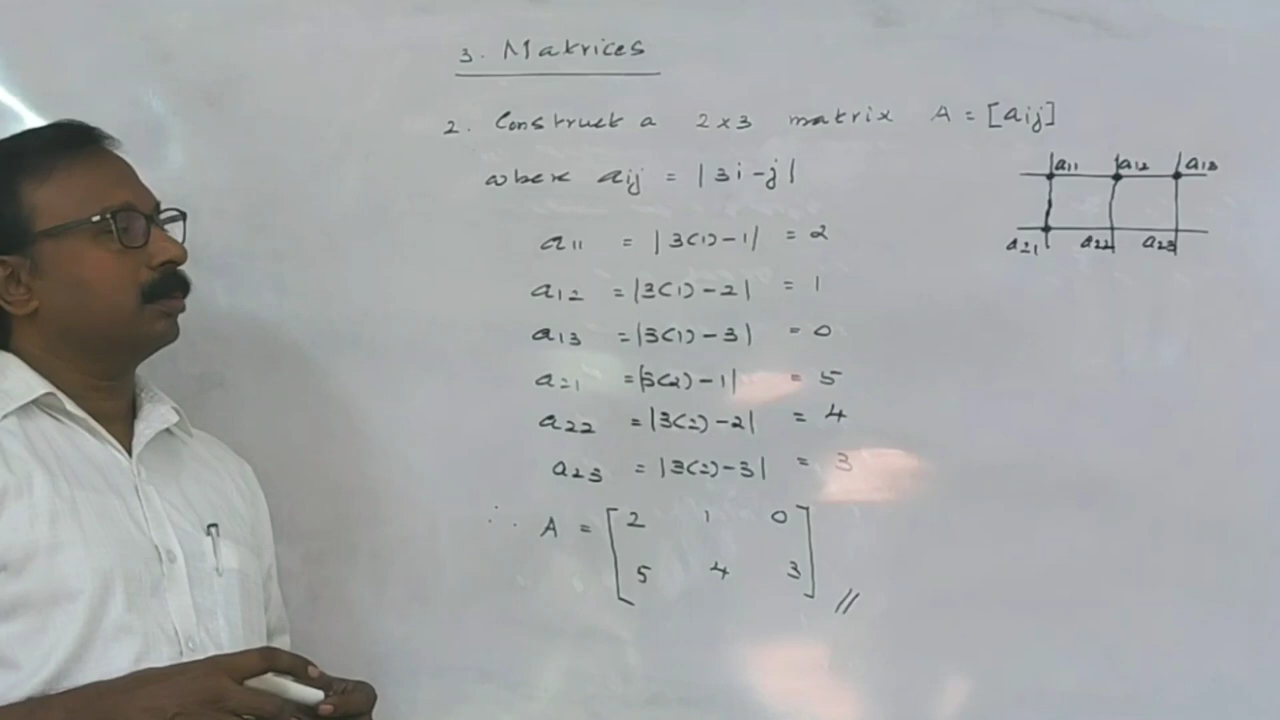 3. Matrices
2. Construct a 2x3 matrix A = [aij]
where aij = |3i-j|
a11 a12 a13
a21 a22 a23
a11 = |3(1)-1| = 2
a12 = |3(1)-2| = 1
a13 = |3(1)-3| = 0
a21 = |3(2)-1| = 5
a22 = |3(2)-2| = 4
a23 = |3(2)-3| = 3
∴ A = [2 1 0
5 4 3] //